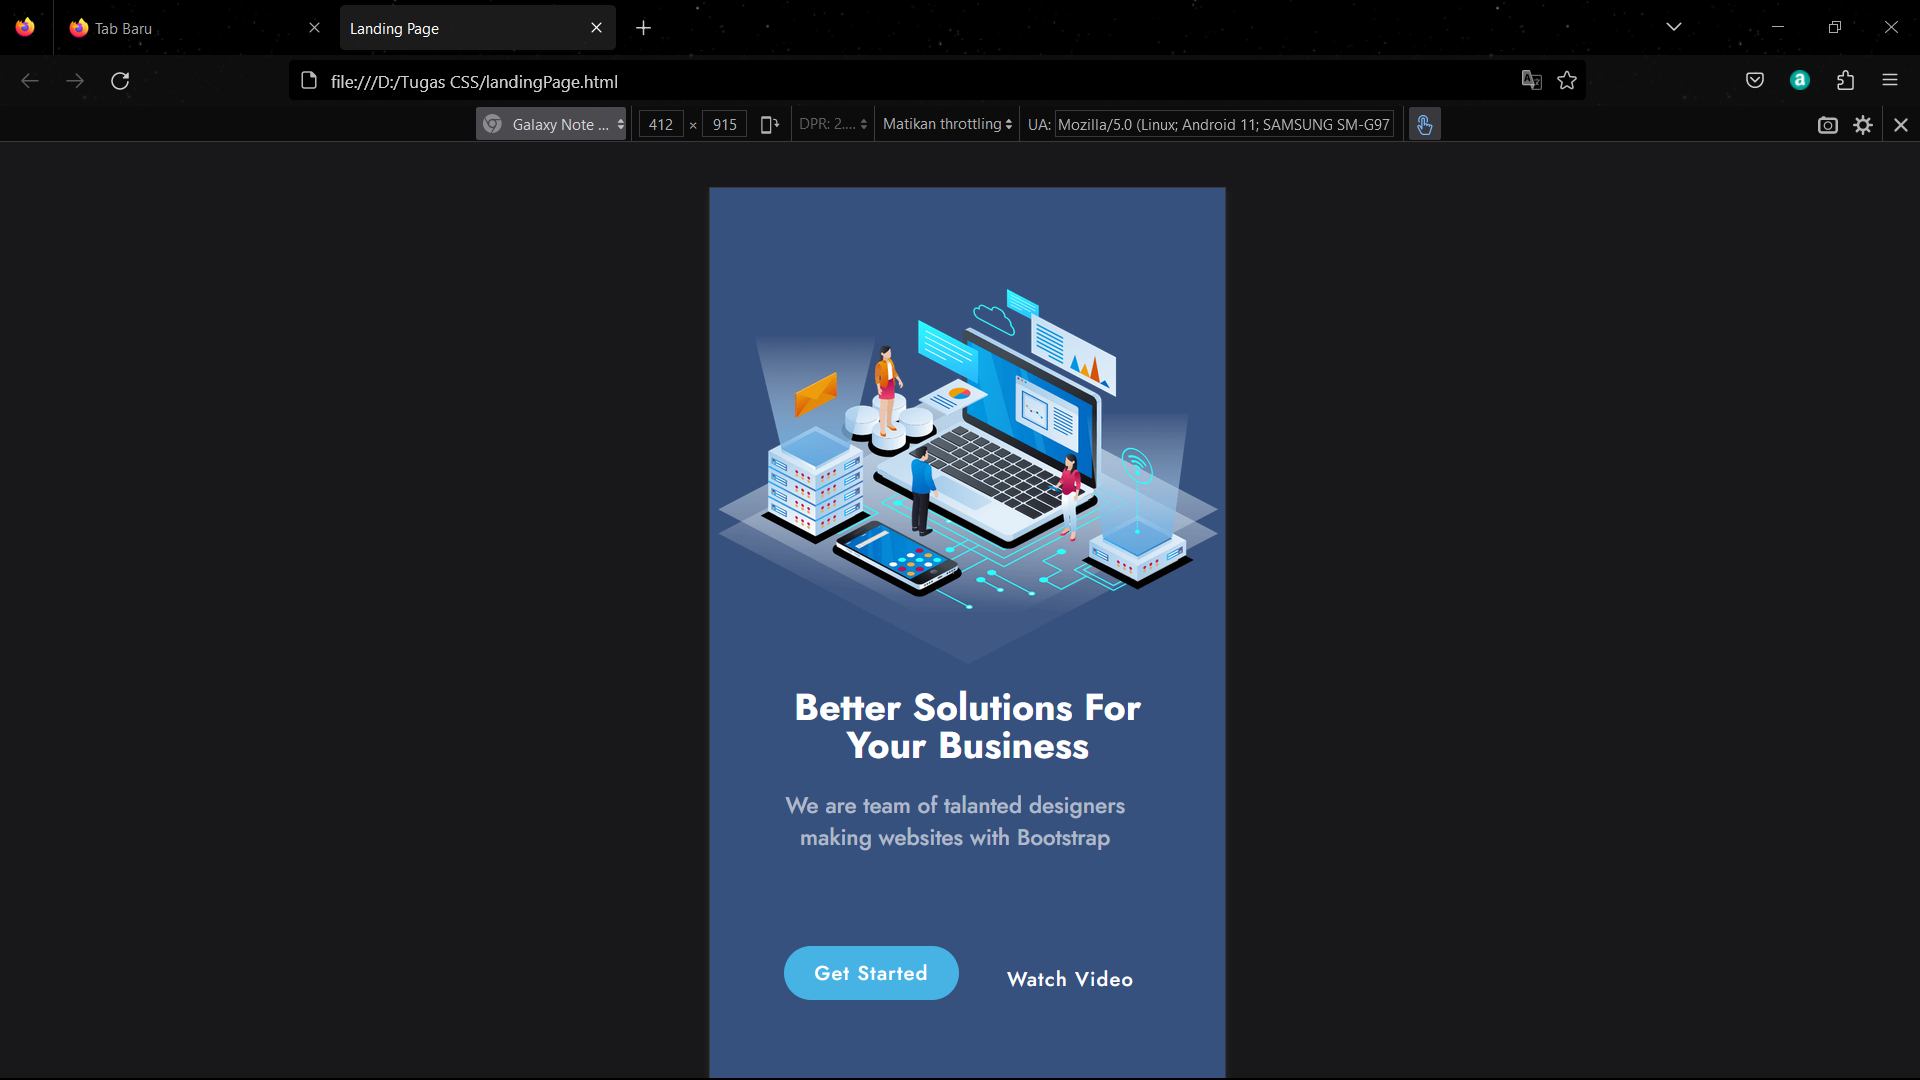 Tab Baru
Landing Page
file:///D:/Tugas CSS/landingPage.html
Galaxy Note ...
412 × 915
DPR: 2....
Matikan throttling
UA: Mozilla/5.0 (Linux; Android 11; SAMSUNG SM-G97
Better Solutions For
Your Business
We are team of talanted designers
making websites with Bootstrap
Get Started
Watch Video